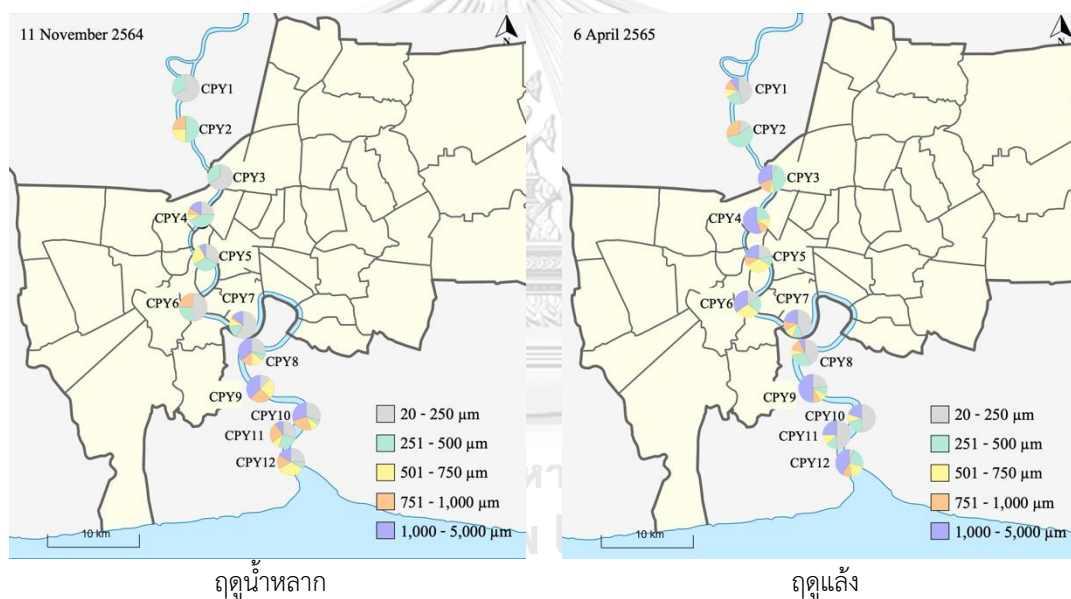 11 November 2564
N
CPY1
CPY2
CPY3
CPY4
CPY5
CPY6
CPY7
CPY8
CPY9
CPY10
CPY11
CPY12
20 - 250 µm
251 - 500 µm
501 - 750 µm
751 - 1,000 µm
1,000 - 5,000 µm
10 km
ฤดูน้ำหลาก
6 April 2565
N
CPY1
CPY2
CPY3
CPY4
CPY5
CPY6
CPY7
CPY8
CPY9
CPY10
CPY11
CPY12
20 - 250 µm
251 - 500 µm
501 - 750 µm
751 - 1,000 µm
1,000 - 5,000 µm
10 km
ฤดูแล้ง